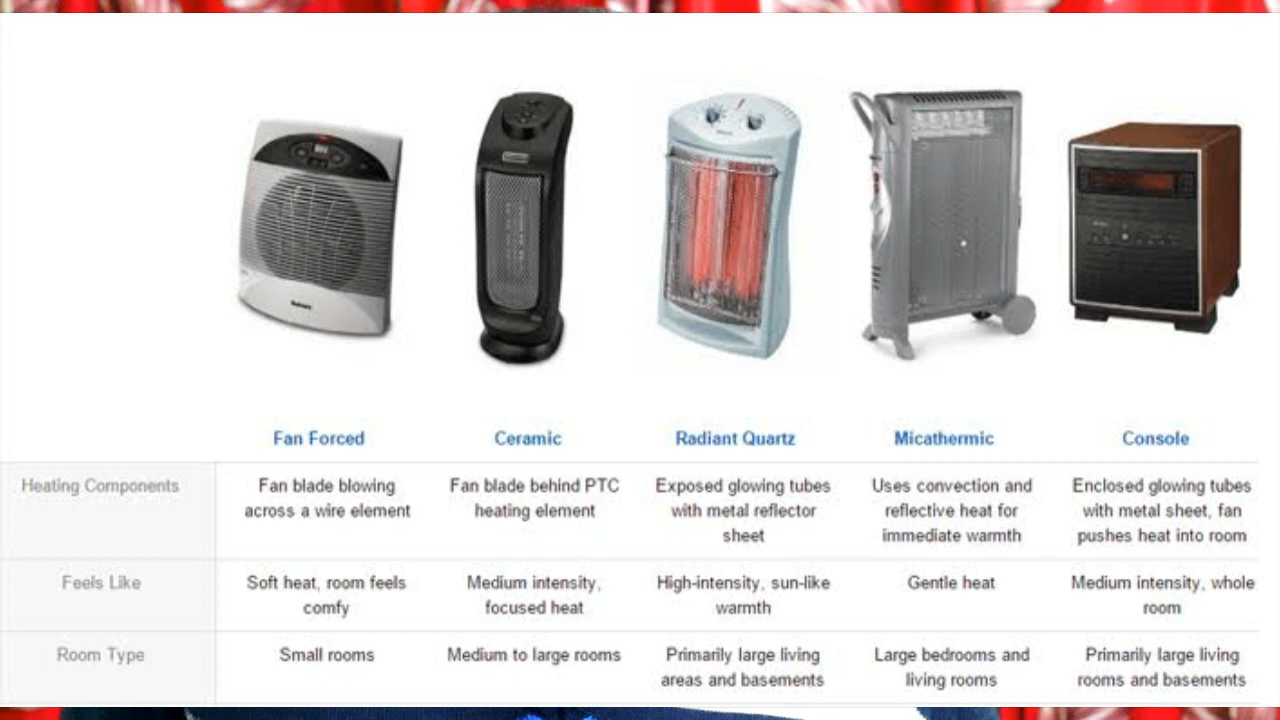 Fan Forced
Ceramic
Radiant Quartz
Micathermic
Console
Heating Components
Fan blade blowing
across a wire element
Fan blade behind PTC
heating element
Exposed glowing tubes
with metal reflector
sheet
Uses convection and
reflective heat for
immediate warmth
Enclosed glowing tubes
with metal sheet, fan
pushes heat into room
Feels Like
Soft heat, room feels
comfy
Medium intensity,
focused heat
High-intensity, sun-like
warmth
Gentle heat
Medium intensity, whole
room
Room Type
Small rooms
Medium to large rooms
Primarily large living
areas and basements
Large bedrooms and
living rooms
Primarily large living
rooms and basements